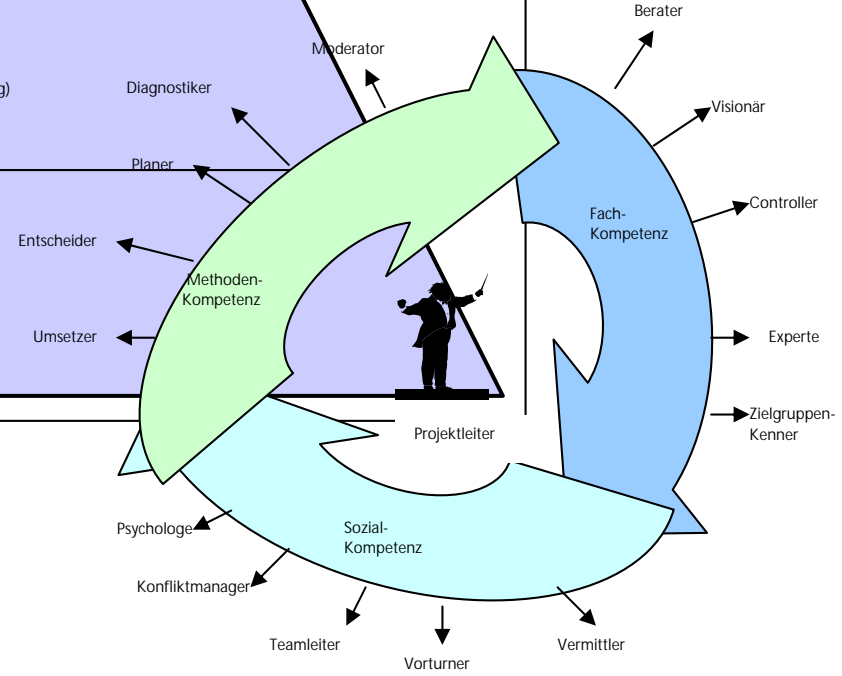 Berater
Moderator
g)
Diagnostiker
Visionär
Planer
Controller
Fach-
Kompetenz
Entscheider
Methoden-
Kompetenz
Umsetzer
Experte
Zielgruppen-
Kenner
Projektleiter
Psychologe
Sozial-
Kompetenz
Konfliktmanager
Teamleiter
Vermittler
Vorturner